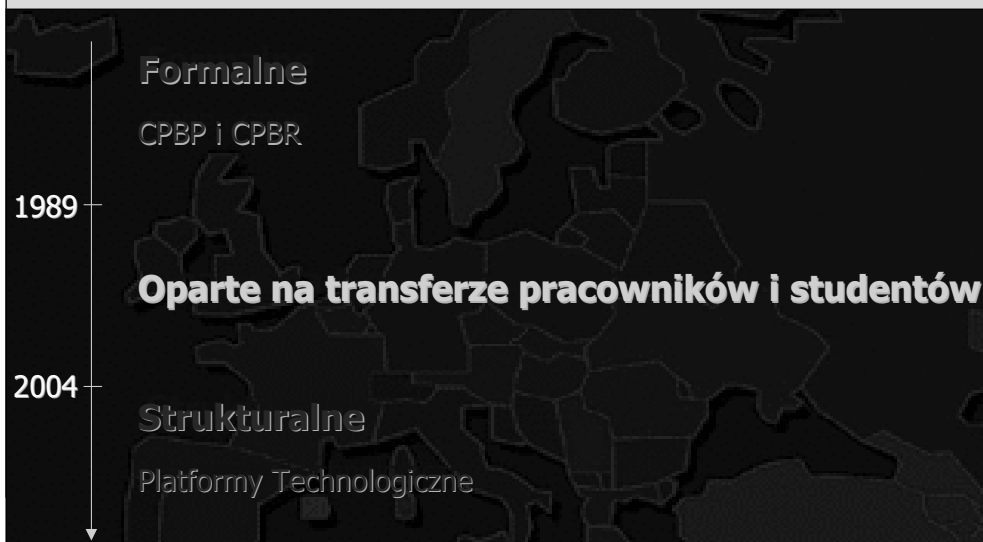 Formalne
CPBP i CPBR
1989
Oparte na transferze pracowników i studentów
2004
Strukturalne
Platformy Technologiczne